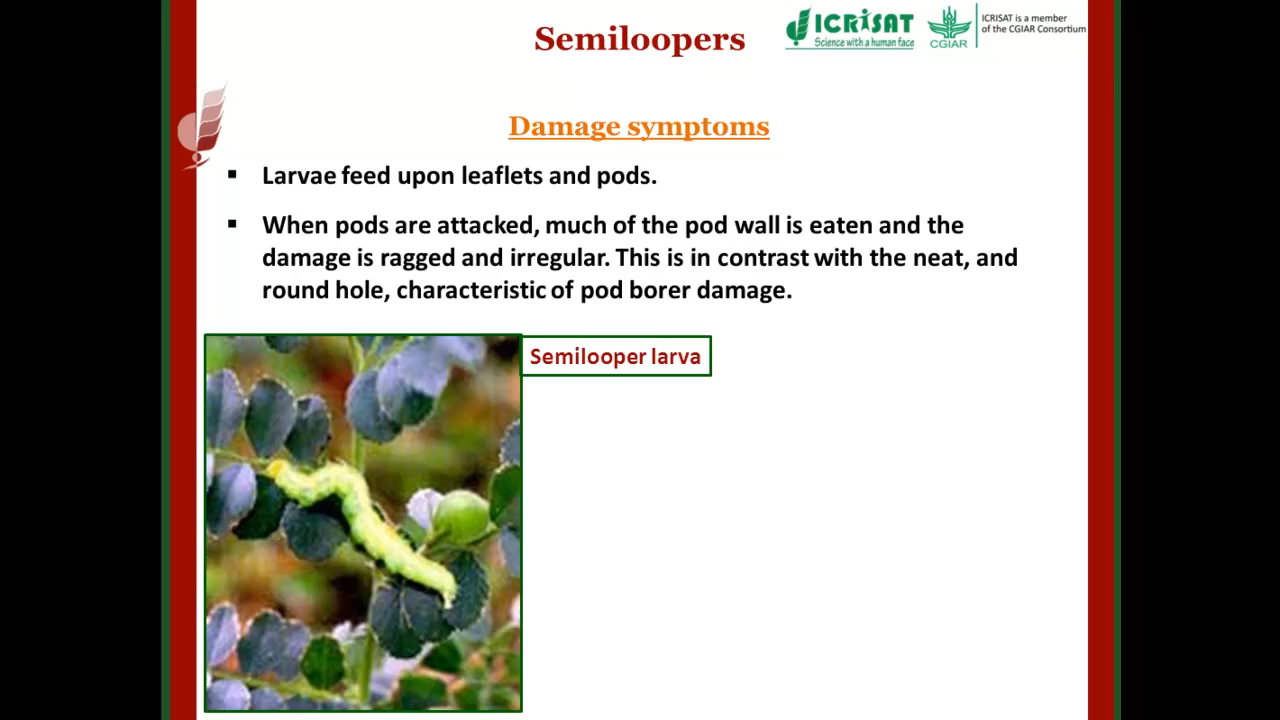 Semiloopers
ICRISAT
Science with a human face
CGIAR
ICRISAT is a member
of the CGIAR Consortium
Damage symptoms
▪ Larvae feed upon leaflets and pods.
▪ When pods are attacked, much of the pod wall is eaten and the
damage is ragged and irregular. This is in contrast with the neat, and
round hole, characteristic of pod borer damage.
Semilooper larva